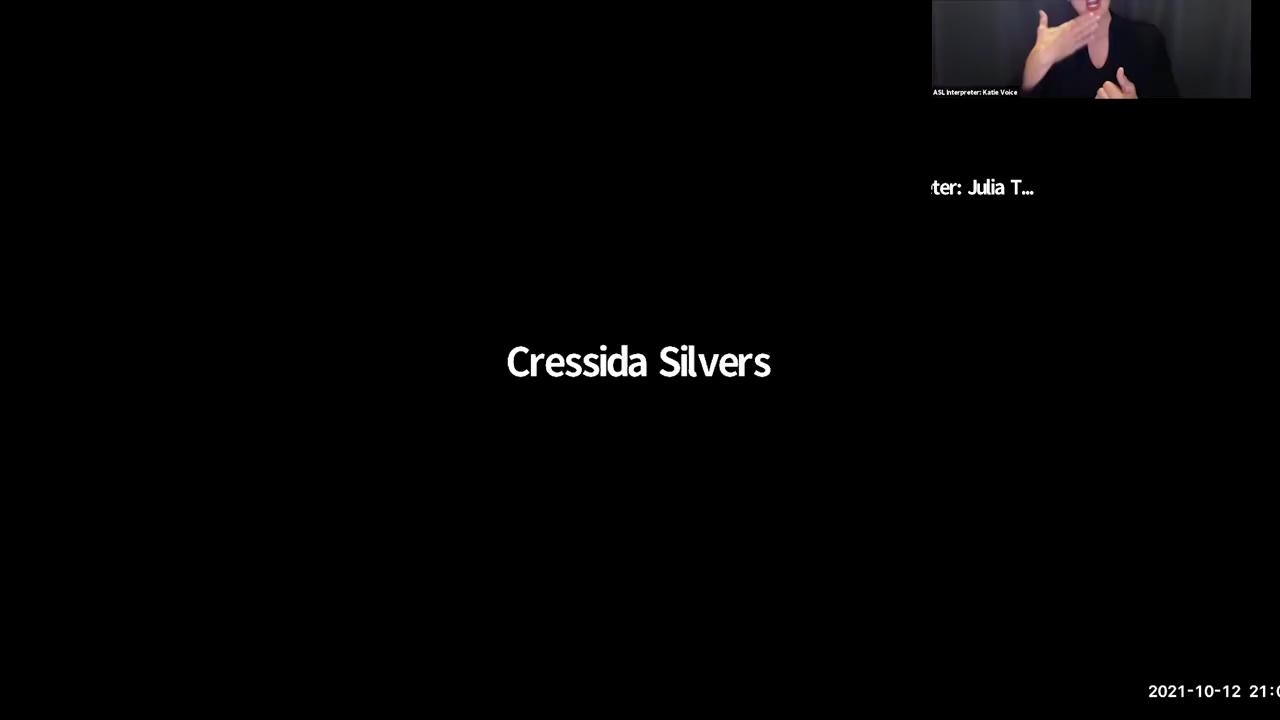 ASL Interpreter: Katie Voice
ter: Julia T...
Cressida Silvers
2021-10-12 21:0